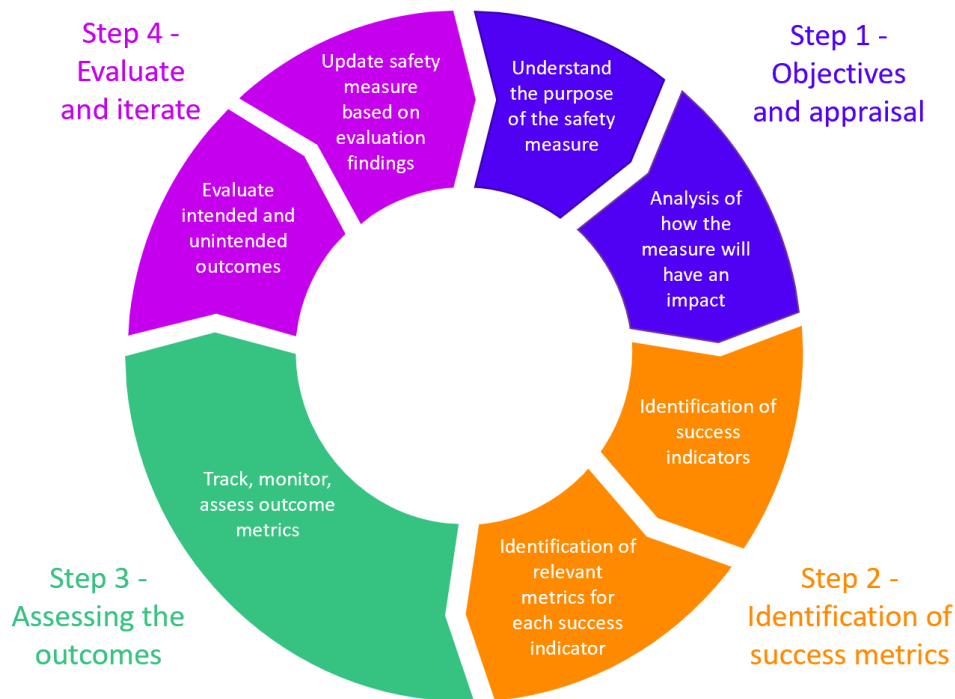 Step 1 -
Objectives
and appraisal
Understand
the purpose
of the safety
measure
Analysis of
how the
measure will
have an
impact
Step 2 -
Identification of
success metrics
Identification of
success
indicators
Identification of
relevant
metrics for
each success
indicator
Step 3 -
Assessing the
outcomes
Track, monitor,
assess outcome
metrics
Step 4 -
Evaluate
and iterate
Evaluate
intended and
unintended
outcomes
Update safety
measure
based on
evaluation
findings